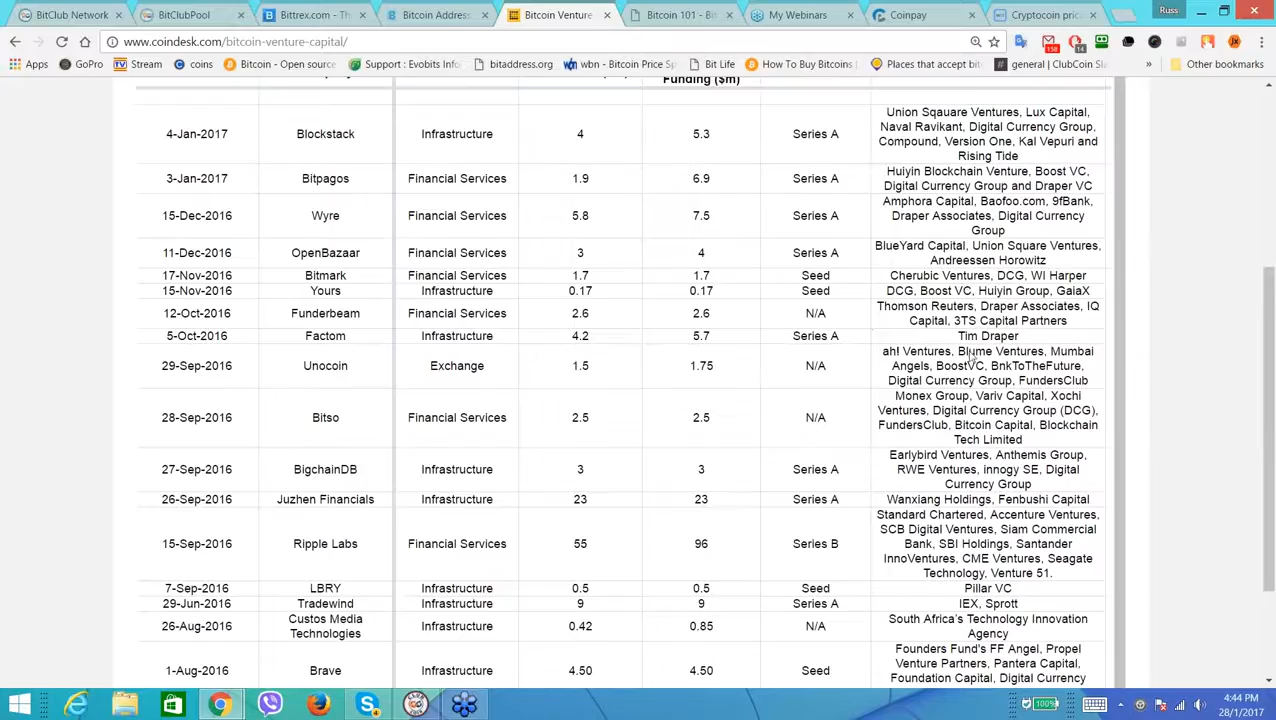 BitClub Network
BitClubPool
Bittrex.com - Th
Bitcoin Address
Bitcoin Venture
Bitcoin 101 - Bi
My Webinars
Coinpay
Cryptocoin pric
Russ
www.coindesk.com/bitcoin-venture-capital/
158
14
Apps
GoPro
Stream
coins
Bitcoin - Open sourc
Support : Evobits Info
bitaddress.org
wbn - Bitcoin Price S
Bit Life
How To Buy Bitcoins
Places that accept bit
general | ClubCoin Sl
»
Other bookmarks
Funding ($m)
4-Jan-2017 Blockstack Infrastructure 4 5.3 Series A Union Sqauare Ventures, Lux Capital,
Naval Ravikant, Digital Currency Group,
Compound, Version One, Kal Vepuri and
Rising Tide
3-Jan-2017 Bitpagos Financial Services 1.9 6.9 Series A Huiyin Blockchain Venture, Boost VC,
Digital Currency Group and Draper VC
15-Dec-2016 Wyre Financial Services 5.8 7.5 Series A Amphora Capital, Baofoo.com, 9fBank,
Draper Associates, Digital Currency
Group
11-Dec-2016 OpenBazaar Financial Services 3 4 Series A BlueYard Capital, Union Square Ventures,
Andreessen Horowitz
17-Nov-2016 Bitmark Financial Services 1.7 1.7 Seed Cherubic Ventures, DCG, WI Harper
15-Nov-2016 Yours Infrastructure 0.17 0.17 Seed DCG, Boost VC, Huiyin Group, GaiaX
12-Oct-2016 Funderbeam Financial Services 2.6 2.6 N/A Thomson Reuters, Draper Associates, IQ
Capital, 3TS Capital Partners
5-Oct-2016 Factom Infrastructure 4.2 5.7 Series A Tim Draper
29-Sep-2016 Unocoin Exchange 1.5 1.75 N/A ah! Ventures, Blume Ventures, Mumbai
Angels, BoostVC, BnkToTheFuture,
Digital Currency Group, FundersClub
28-Sep-2016 Bitso Financial Services 2.5 2.5 N/A Monex Group, Variv Capital, Xochi
Ventures, Digital Currency Group (DCG),
FundersClub, Bitcoin Capital, Blockchain
Tech Limited
27-Sep-2016 BigchainDB Infrastructure 3 3 Series A Earlybird Ventures, Anthemis Group,
RWE Ventures, innogy SE, Digital
Currency Group
26-Sep-2016 Juzhen Financials Infrastructure 23 23 Series A Wanxiang Holdings, Fenbushi Capital
15-Sep-2016 Ripple Labs Financial Services 55 96 Series B Standard Chartered, Accenture Ventures,
SCB Digital Ventures, Siam Commercial
Bank, SBI Holdings, Santander
InnoVentures, CME Ventures, Seagate
Technology, Venture 51.
7-Sep-2016 LBRY Infrastructure 0.5 0.5 Seed Pillar VC
29-Jun-2016 Tradewind Infrastructure 9 9 Series A IEX, Sprott
26-Aug-2016 Custos Media Technologies Infrastructure 0.42 0.85 N/A South Africa's Technology Innovation
Agency
1-Aug-2016 Brave Infrastructure 4.50 4.50 Seed Founders Fund's FF Angel, Propel
Venture Partners, Pantera Capital,
Foundation Capital, Digital Currency
100%
4:44 PM
28/1/2017